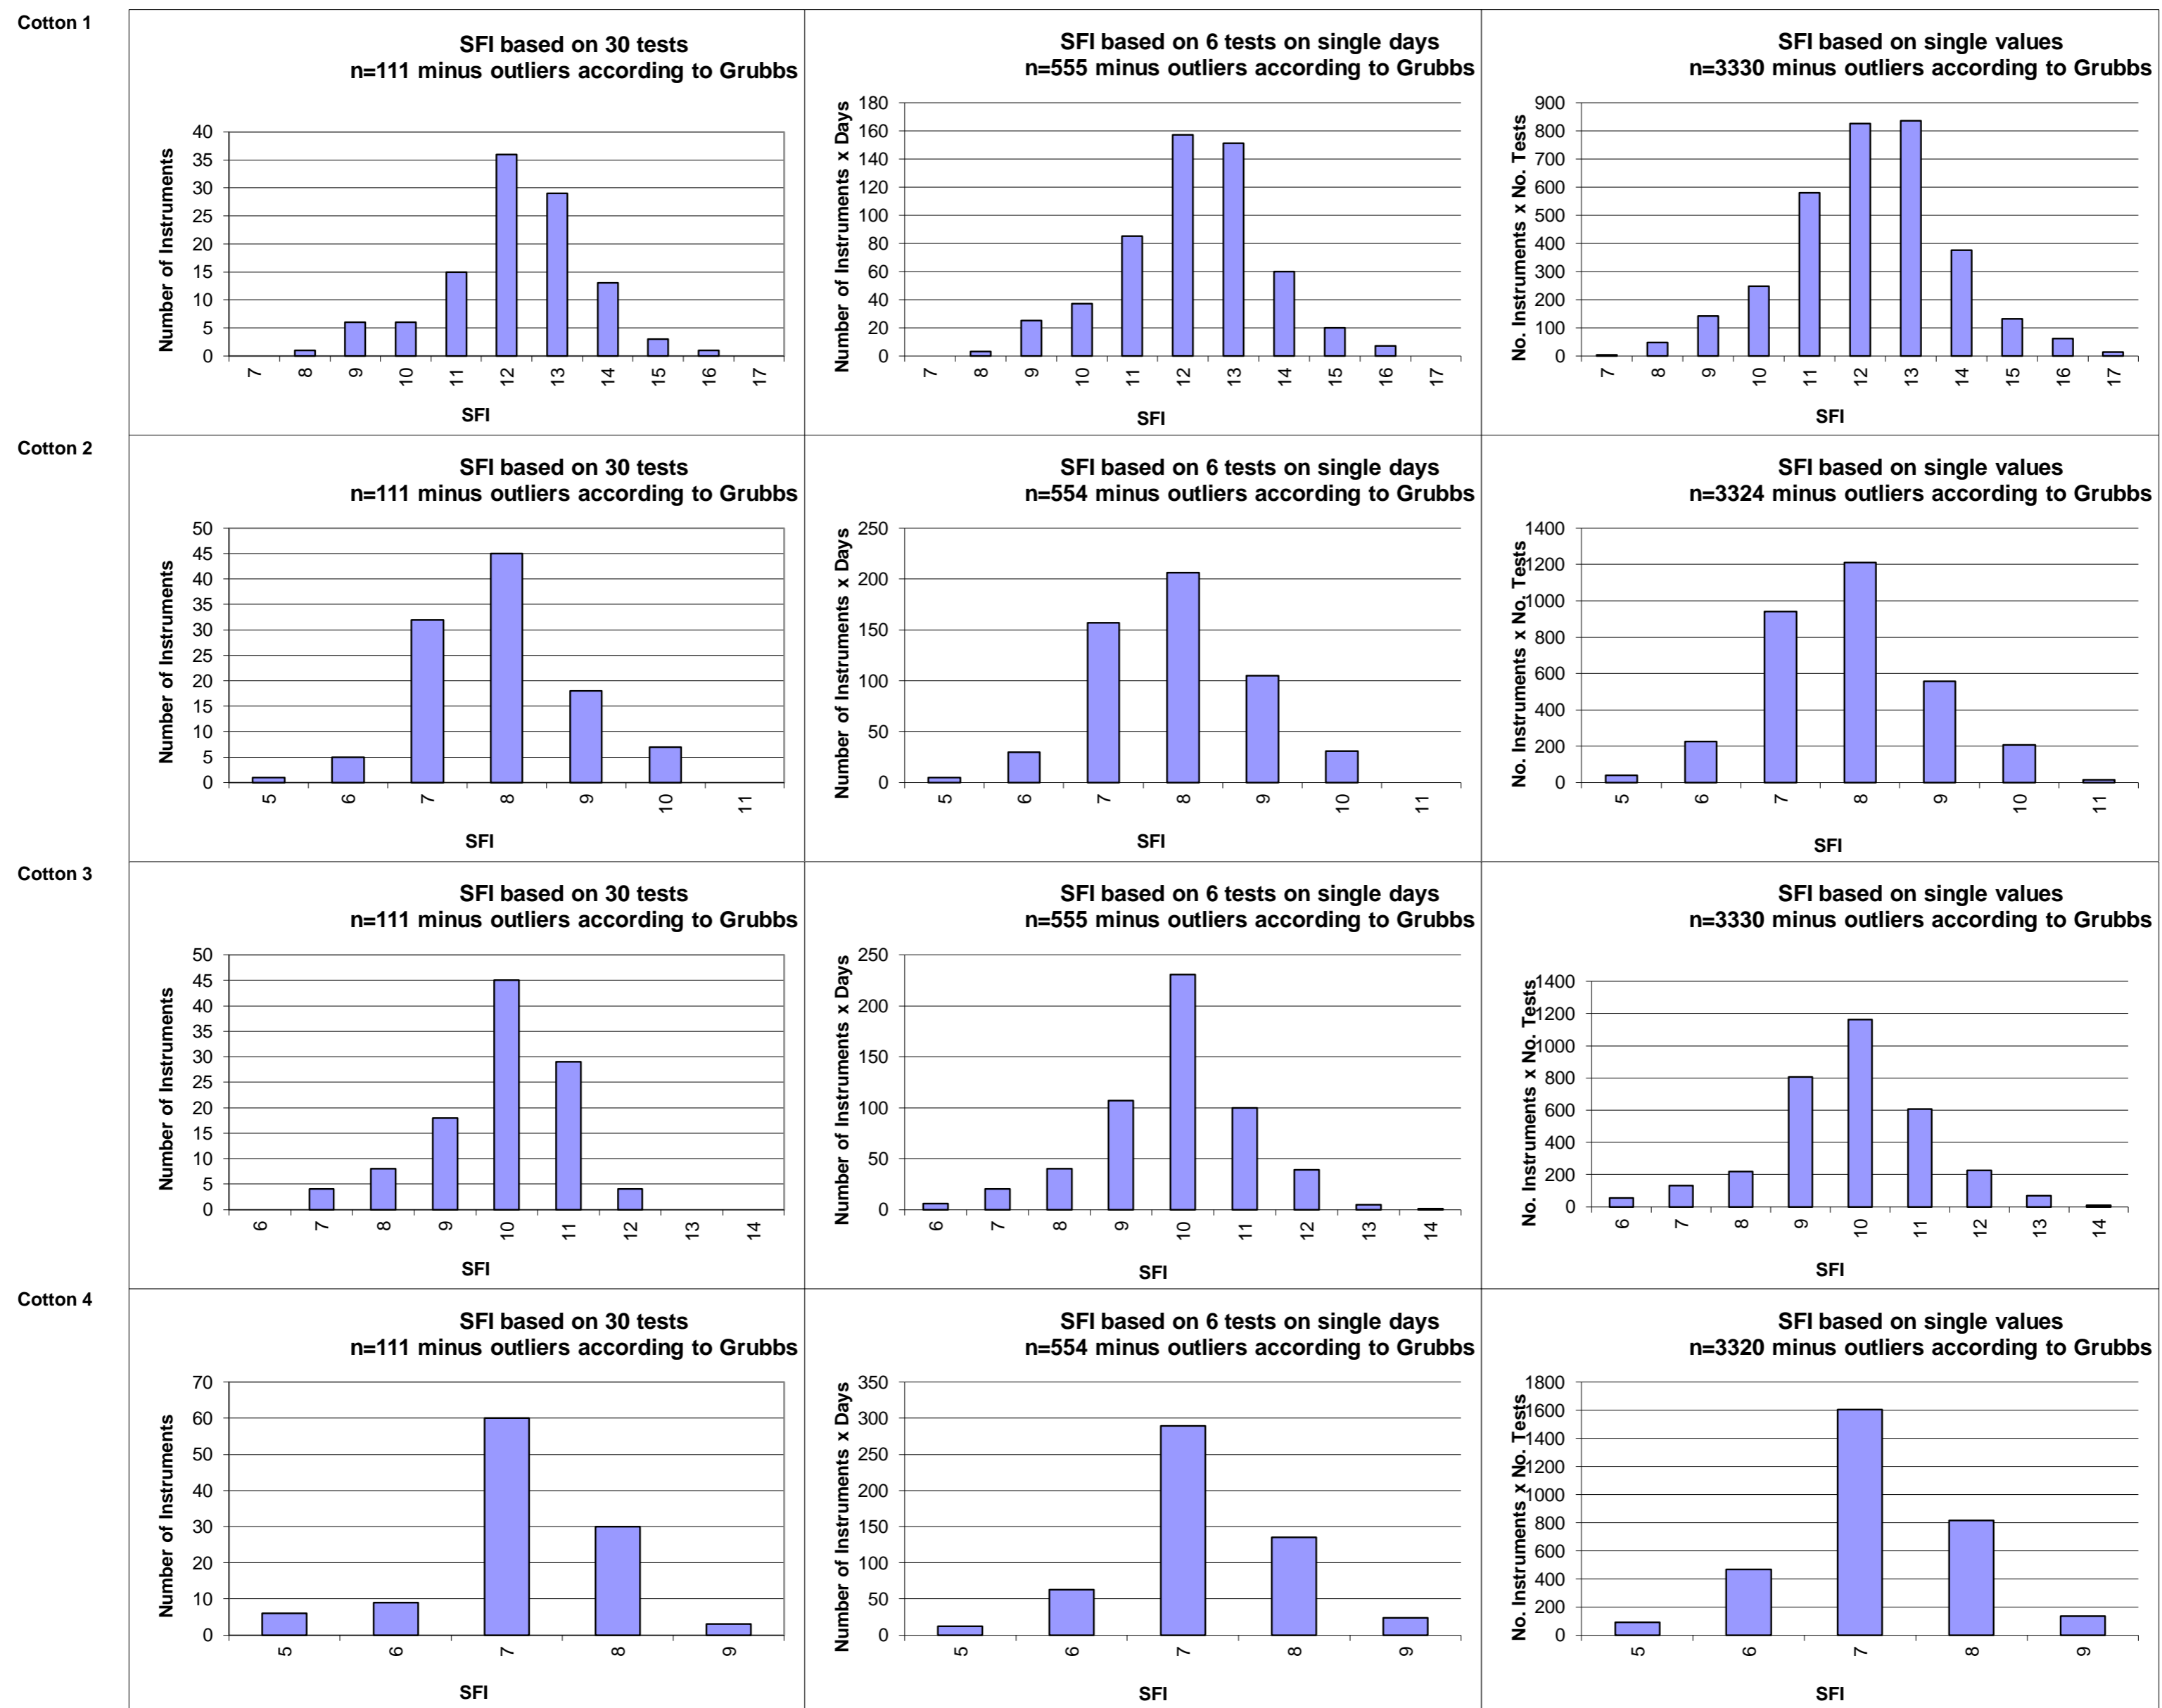 Cotton 1
SFI based on 30 tests
n=111 minus outliers according to Grubbs
Number of Instruments
40
35
30
25
20
15
10
5
0
7 8 9 10 11 12 13 14 15 16 17
SFI
SFI based on 6 tests on single days
n=555 minus outliers according to Grubbs
Number of Instruments x Days
180
160
140
120
100
80
60
40
20
0
7 8 9 10 11 12 13 14 15 16 17
SFI
SFI based on single values
n=3330 minus outliers according to Grubbs
No. Instruments x No. Tests
900
800
700
600
500
400
300
200
100
0
7 8 9 10 11 12 13 14 15 16 17
SFI
Cotton 2
SFI based on 30 tests
n=111 minus outliers according to Grubbs
Number of Instruments
50
45
40
35
30
25
20
15
10
5
0
5 6 7 8 9 10 11
SFI
SFI based on 6 tests on single days
n=554 minus outliers according to Grubbs
Number of Instruments x Days
250
200
150
100
50
0
5 6 7 8 9 10 11
SFI
SFI based on single values
n=3324 minus outliers according to Grubbs
No. Instruments x No. Tests
1400
1200
1000
800
600
400
200
0
5 6 7 8 9 10 11
SFI
Cotton 3
SFI based on 30 tests
n=111 minus outliers according to Grubbs
Number of Instruments
50
45
40
35
30
25
20
15
10
5
0
6 7 8 9 10 11 12 13 14
SFI
SFI based on 6 tests on single days
n=555 minus outliers according to Grubbs
Number of Instruments x Days
250
200
150
100
50
0
6 7 8 9 10 11 12 13 14
SFI
SFI based on single values
n=3330 minus outliers according to Grubbs
No. Instruments x No. Tests
1400
1200
1000
800
600
400
200
0
6 7 8 9 10 11 12 13 14
SFI
Cotton 4
SFI based on 30 tests
n=111 minus outliers according to Grubbs
Number of Instruments
70
60
50
40
30
20
10
0
5 6 7 8 9
SFI
SFI based on 6 tests on single days
n=554 minus outliers according to Grubbs
Number of Instruments x Days
350
300
250
200
150
100
50
0
5 6 7 8 9
SFI
SFI based on single values
n=3320 minus outliers according to Grubbs
No. Instruments x No. Tests
1800
1600
1400
1200
1000
800
600
400
200
0
5 6 7 8 9
SFI